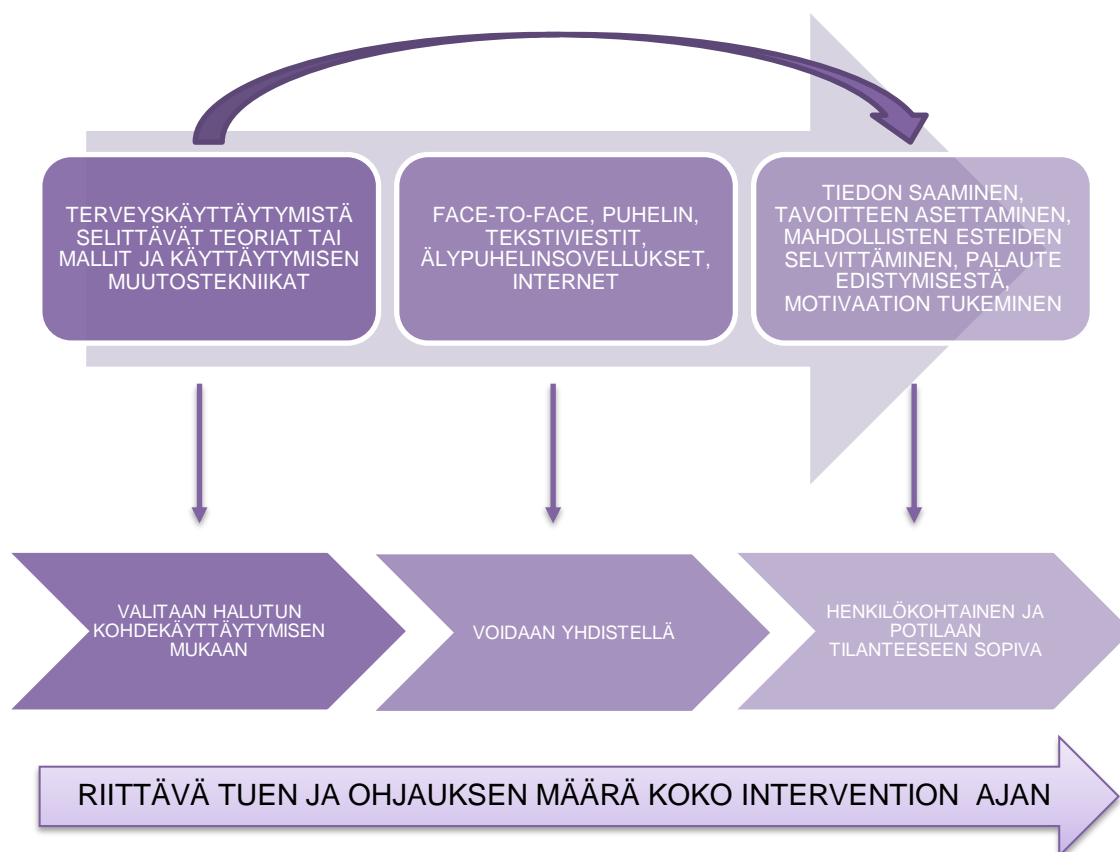 TERVEYSKÄYTTÄYTYMISTÄ
SELITTÄVÄT TEORIAT TAI
MALLIT JA KÄYTTÄYTYMISEN
MUUTOSTEKNIIKAT
FACE-TO-FACE, PUHELIN,
TEKSTIVIESTIT,
ÄLYPUHELINSOVELLUKSET,
INTERNET
TIEDON SAAMINEN,
TAVOITTEEN ASETTAMINEN,
MAHDOLLISTEN ESTEIDEN
SELVITTÄMINEN, PALAUTE
EDISTYMISESTÄ,
MOTIVAATION TUKEMINEN
VALITAAN HALUTUN
KOHDEKÄYTTÄYTYMISEN
MUKAAN
VOIDAAN YHDISTELLÄ
HENKILÖKOHTAINEN JA
POTILAAN
TILANTEESEEN SOPIVA
RIITTÄVÄ TUEN JA OHJAUKSEN MÄÄRÄ KOKO INTERVENTION AJAN